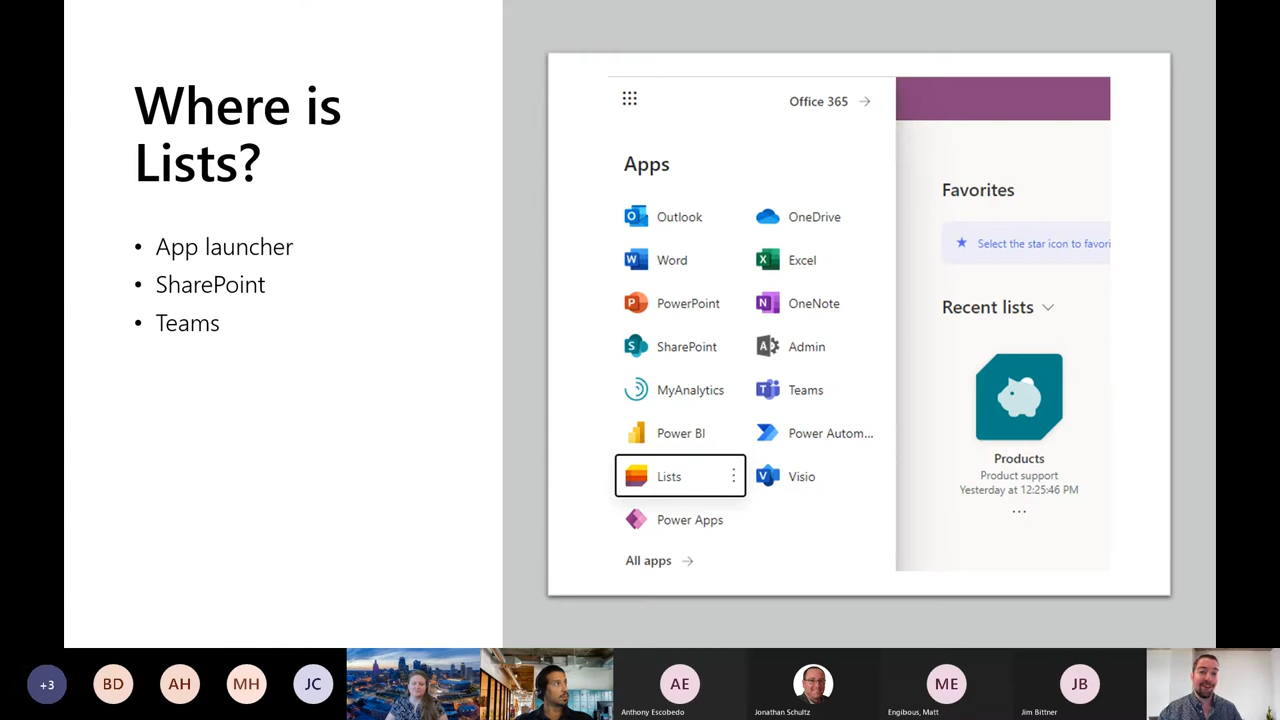 Where is
Lists?
• App launcher
• SharePoint
• Teams
Office 365
Apps
Outlook
OneDrive
Word
Excel
PowerPoint
OneNote
SharePoint
Admin
MyAnalytics
Teams
Power BI
Power Autom...
Lists
Visio
Power Apps
All apps
Favorites
Select the star icon to favori
Recent lists
Products
Product support
Yesterday at 12:25:46 PM
...
+3
BD
AH
MH
JC
AE
Anthony Escobedo
Jonathan Schultz
ME
Engibous, Matt
JB
Jim Bittner